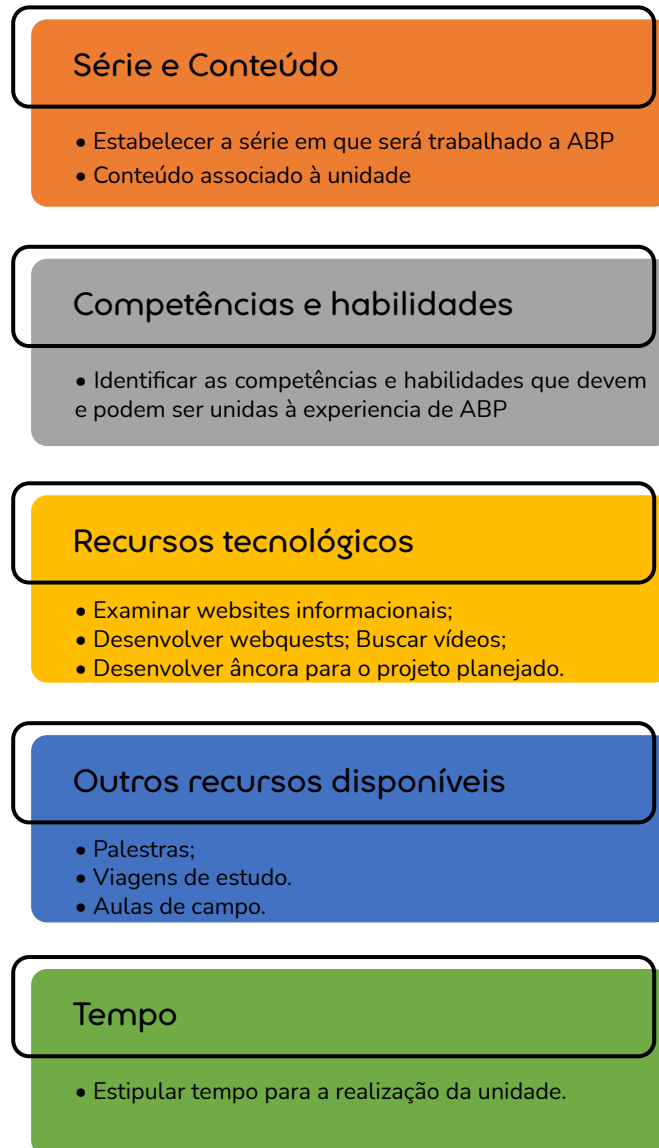 Série e Conteúdo
• Estabelecer a série em que será trabalhado a ABP
• Conteúdo associado à unidade
Competências e habilidades
• Identificar as competências e habilidades que devem
e podem ser unidas à experiencia de ABP
Recursos tecnológicos
• Examinar websites informacionais;
• Desenvolver webquests; Buscar vídeos;
• Desenvolver âncora para o projeto planejado.
Outros recursos disponíveis
• Palestras;
• Viagens de estudo.
• Aulas de campo.
Tempo
• Estipular tempo para a realização da unidade.